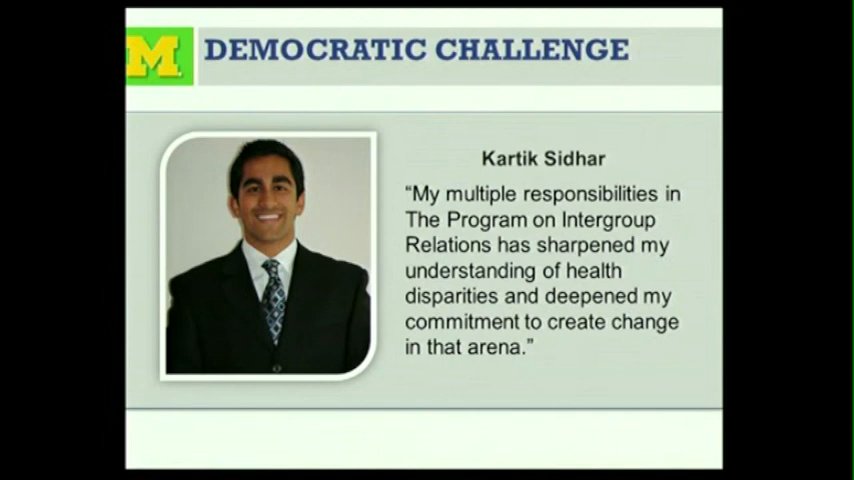 M DEMOCRATIC CHALLENGE
Kartik Sidhar
“My multiple responsibilities in
The Program on Intergroup
Relations has sharpened my
understanding of health
disparities and deepened my
commitment to create change
in that arena.”